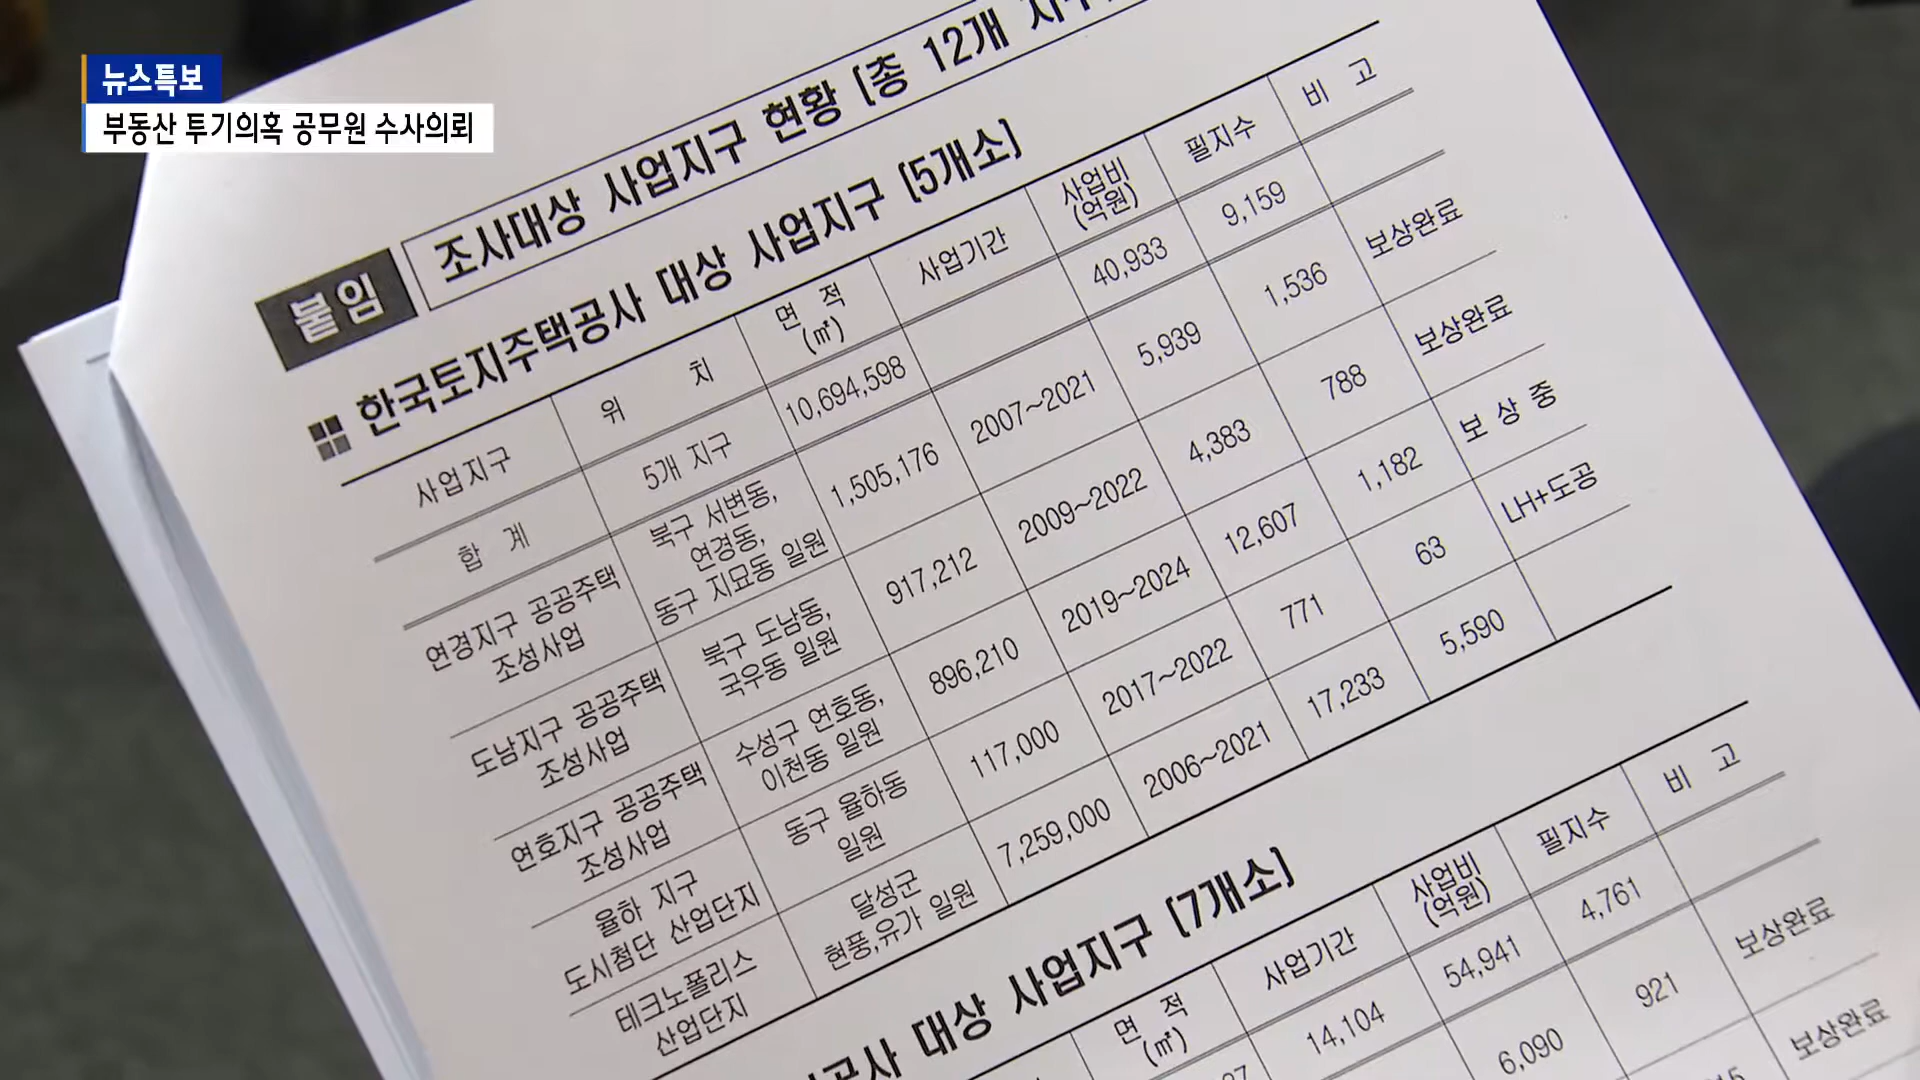 뉴스특보
부동산 투기의혹 공무원 수사의뢰
붙임 조사대상 사업지구 현황 [총 12개
한국토지주택공사 대상 사업지구 [5개소]
사업지구 위 치 면 적 (㎡) 사업기간 사업비 (억원) 필지수 비 고
합 계 5개 지구 10,694,598 40,933 9,159
연경지구 공공주택 조성사업 북구 서변동, 연경동, 동구 지묘동 일원 1,505,176 2007~2021 5,939 1,536 보상완료
도남지구 공공주택 조성사업 북구 도남동, 국우동 일원 917,212 2009~2022 4,383 788 보상완료
연호지구 공공주택 조성사업 수성구 연호동, 이천동 일원 896,210 2019~2024 12,607 1,182 보 상 중
율하 지구 도시첨단 산업단지 동구 율하동 일원 117,000 2017~2022 771 63 LH+도공
테크노폴리스 산업단지 달성군 현풍,유가 일원 7,259,000 2006~2021 17,233 5,590
공사 대상 사업지구 [7개소]
면 적 (㎡) 사업기간 사업비 (억원) 필지수 비 고
14,104 54,941 4,761
6,090 921 보상완료
보상완료